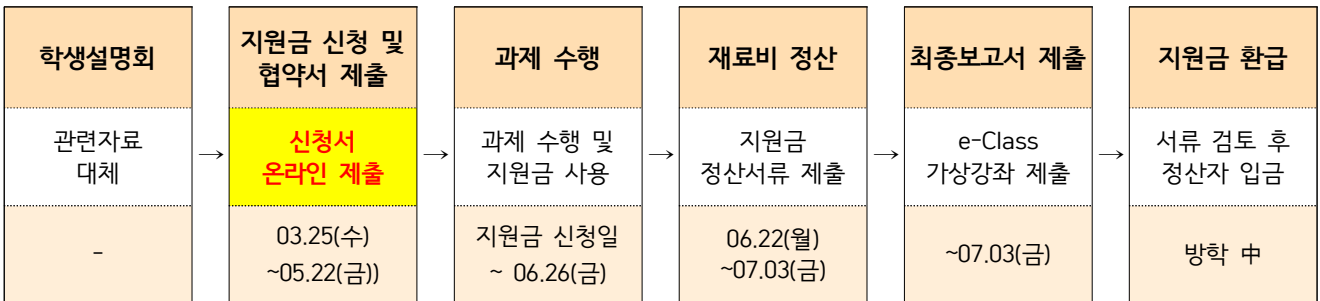 학생설명회
관련자료
대체
-
→
지원금 신청 및
협약서 제출
신청서
온라인 제출
03.25(수)
~05.22(금))
→
과제 수행
과제 수행 및
지원금 사용
지원금 신청일
~ 06.26(금)
→
재료비 정산
지원금
정산서류 제출
06.22(월)
~07.03(금)
→
최종보고서 제출
e-Class
가상강좌 제출
~07.03(금)
→
지원금 환급
서류 검토 후
정산자 입금
방학 中